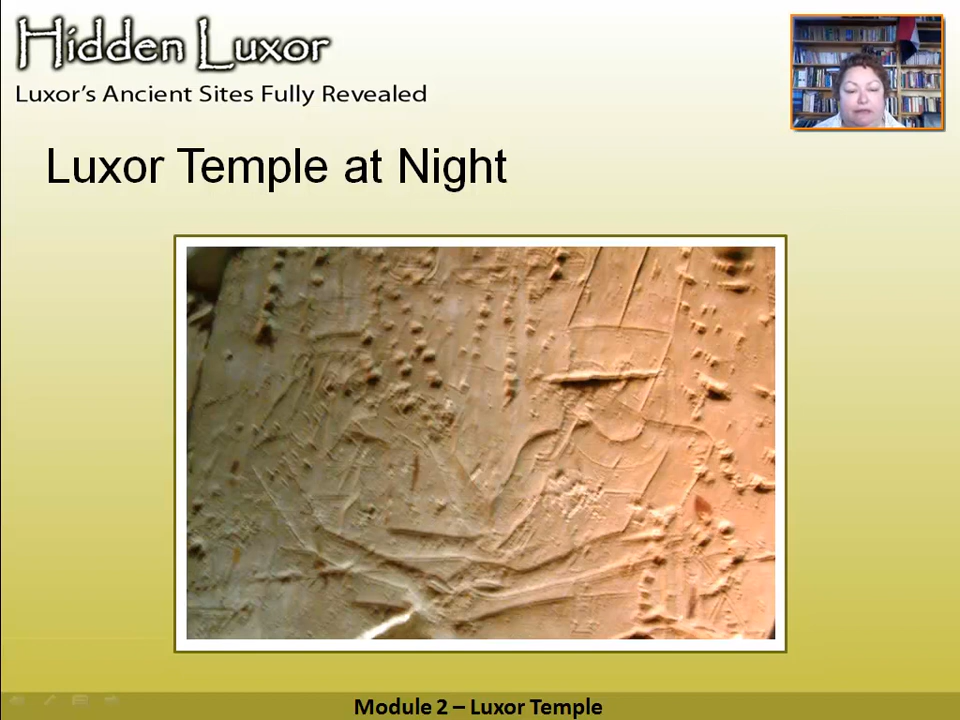 Hidden Luxor
Luxor's Ancient Sites Fully Revealed
Luxor Temple at Night
Module 2 – Luxor Temple